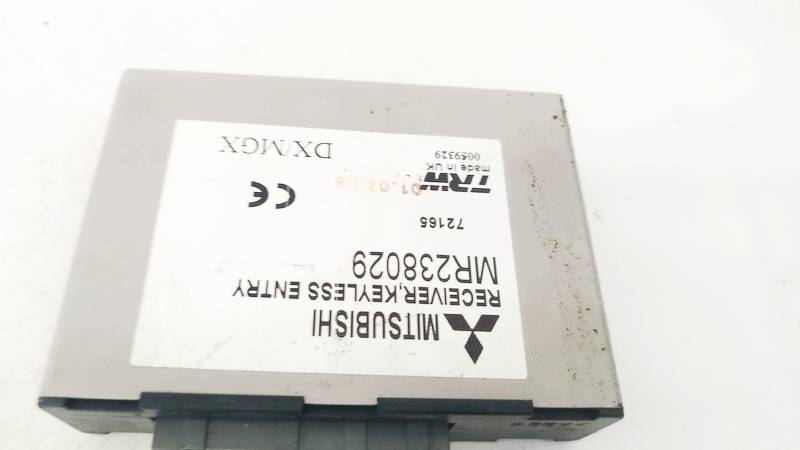 MITSUBISHI
RECEIVER,KEYLESS ENTRY
MR238029
72165
TRW
01.02.06
made in UK
0059329
DX/MGX
CE